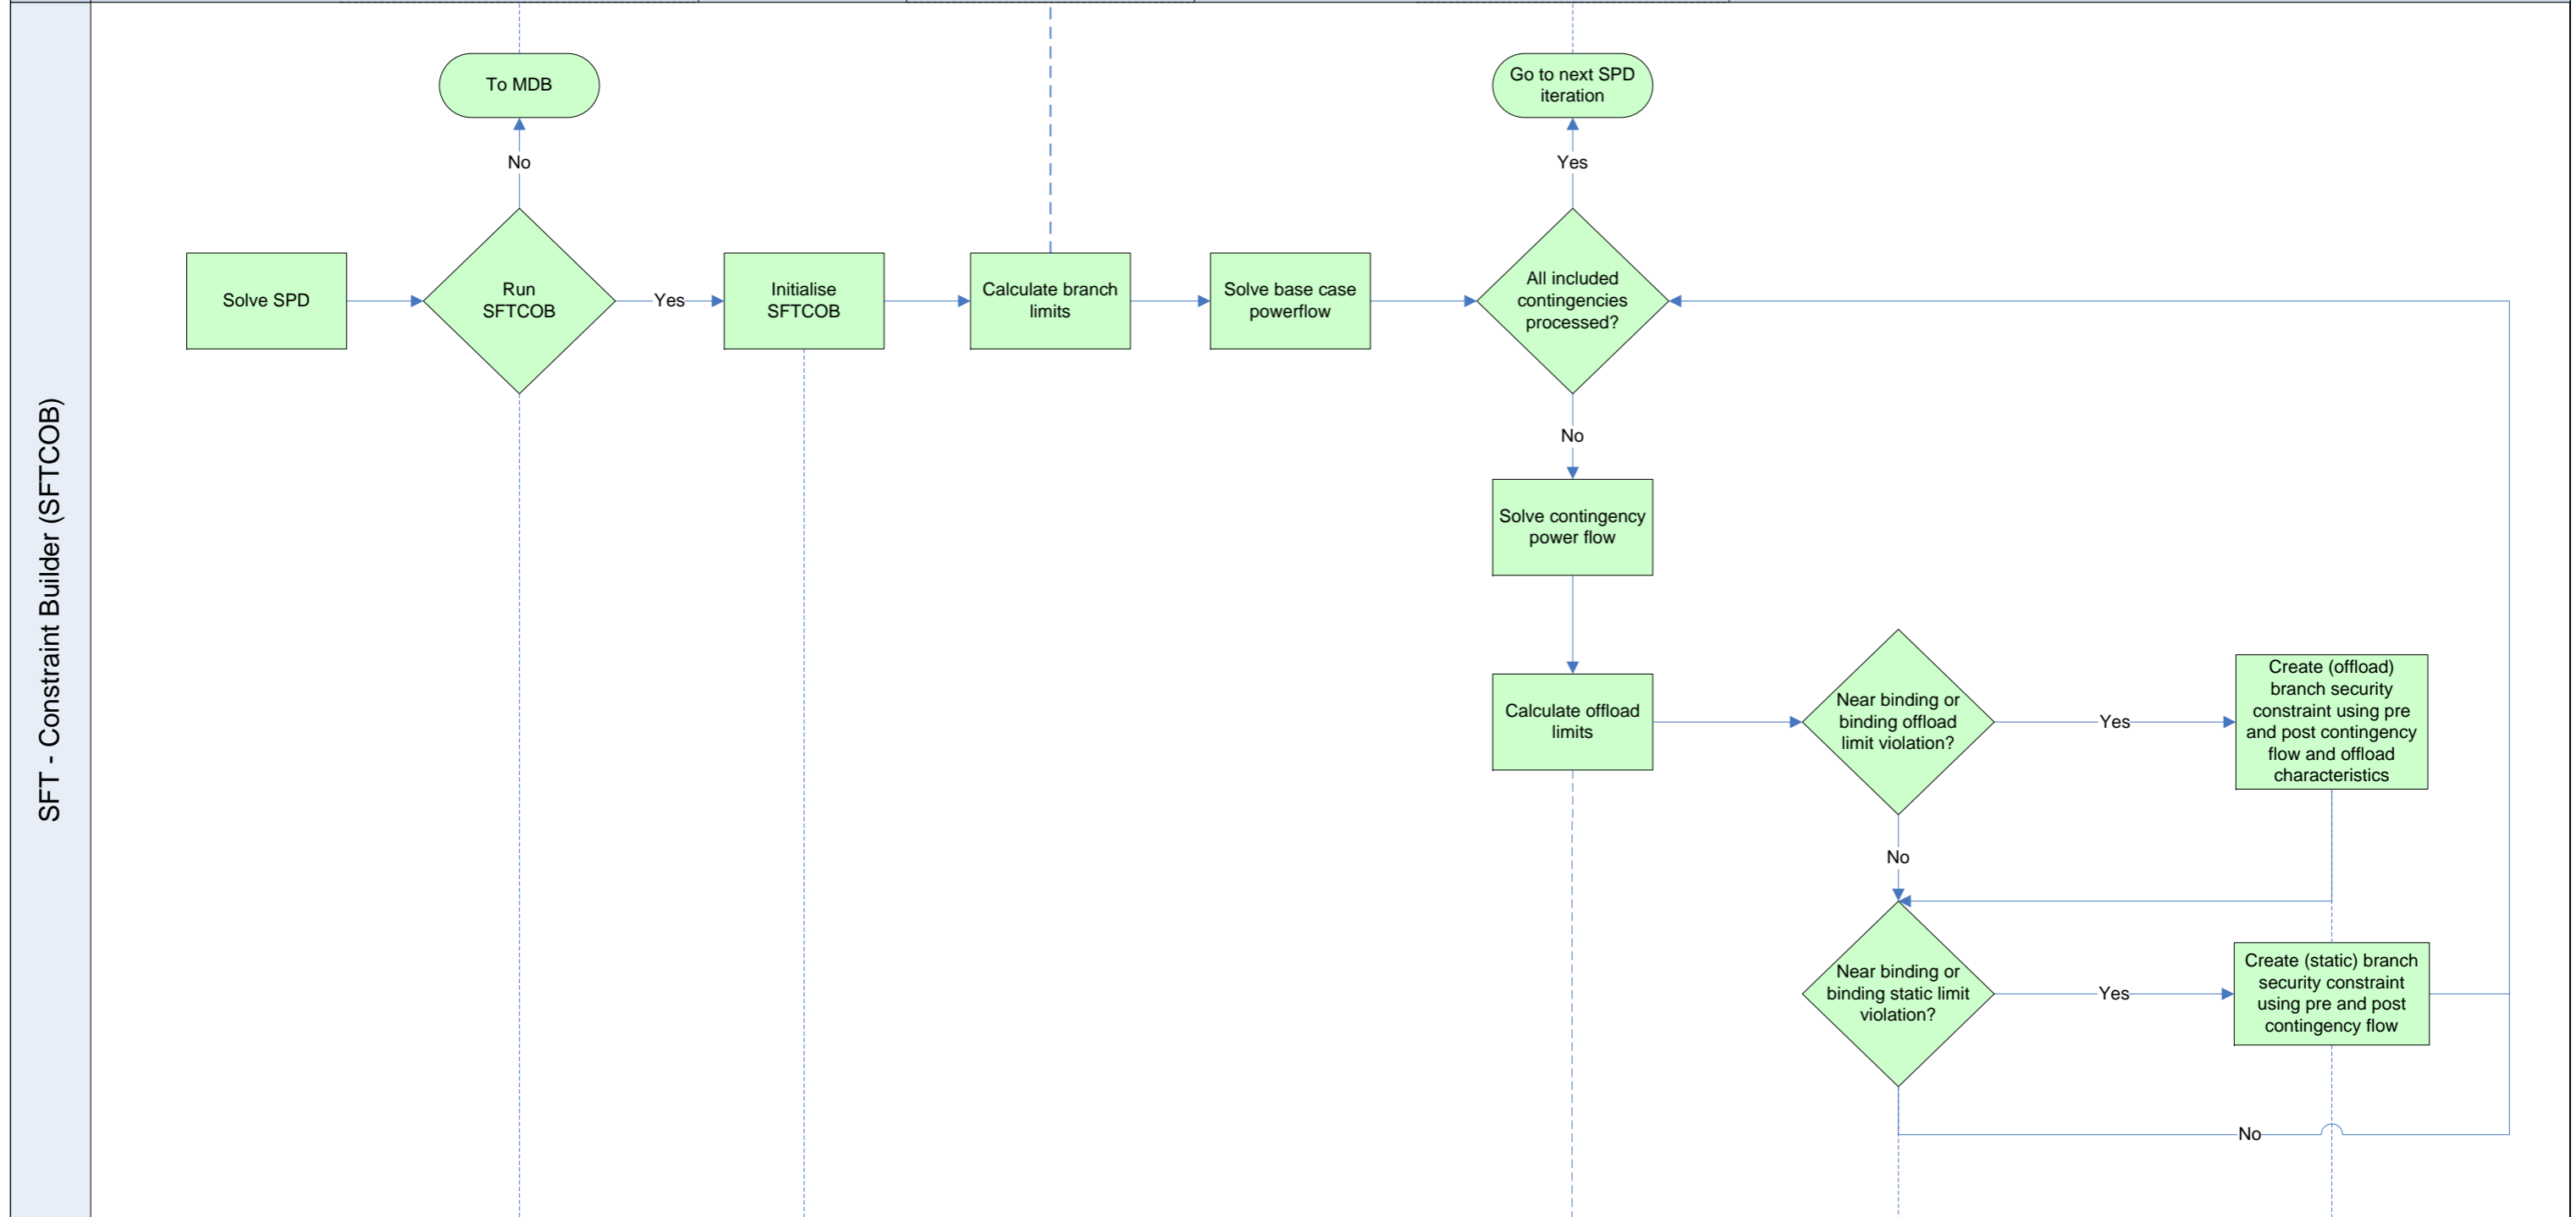 SFT - Constraint Builder (SFTCOB)
To MDB
Go to next SPD
iteration
No
Yes
Solve SPD
Run
SFTCOB
Yes
Initialise
SFTCOB
Calculate branch
limits
Solve base case
powerflow
All included
contingencies
processed?
No
Solve contingency
power flow
Calculate offload
limits
Near binding or
binding offload
limit violation?
Yes
Create (offload)
branch security
constraint using pre
and post contingency
flow and offload
characteristics
No
Near binding or
binding static limit
violation?
Yes
Create (static) branch
security constraint
using pre and post
contingency flow
No